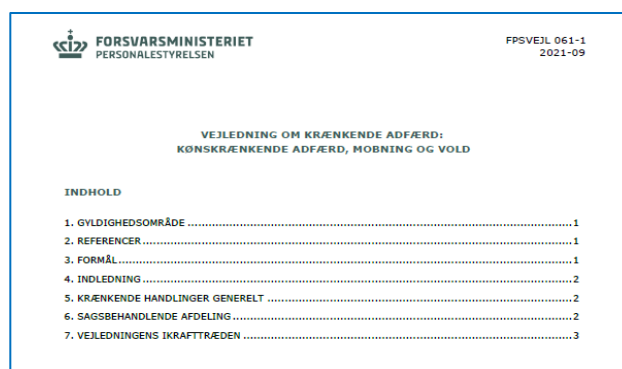 FORSVARSMINISTERIET
PERSONALESTYRELSEN
FPSVEJL 061-1
2021-09
VEJLEDNING OM KRÆNKENDE ADFÆRD:
KØNSKRÆNKENDE ADFÆRD, MOBNING OG VOLD
INDHOLD
1. GYLDIGHEDSOMRÅDE ........................................ 1
2. REFERENCER ........................................ 1
3. FORMÅL ........................................ 1
4. INDLEDNING ........................................ 2
5. KRÆNKENDE HANDLINGER GENERELT ........................................ 2
6. SAGSBEHANDLENDE AFDELING ........................................ 2
7. VEJLEDNINGENS IKRAFTTRÆDEN ........................................ 3